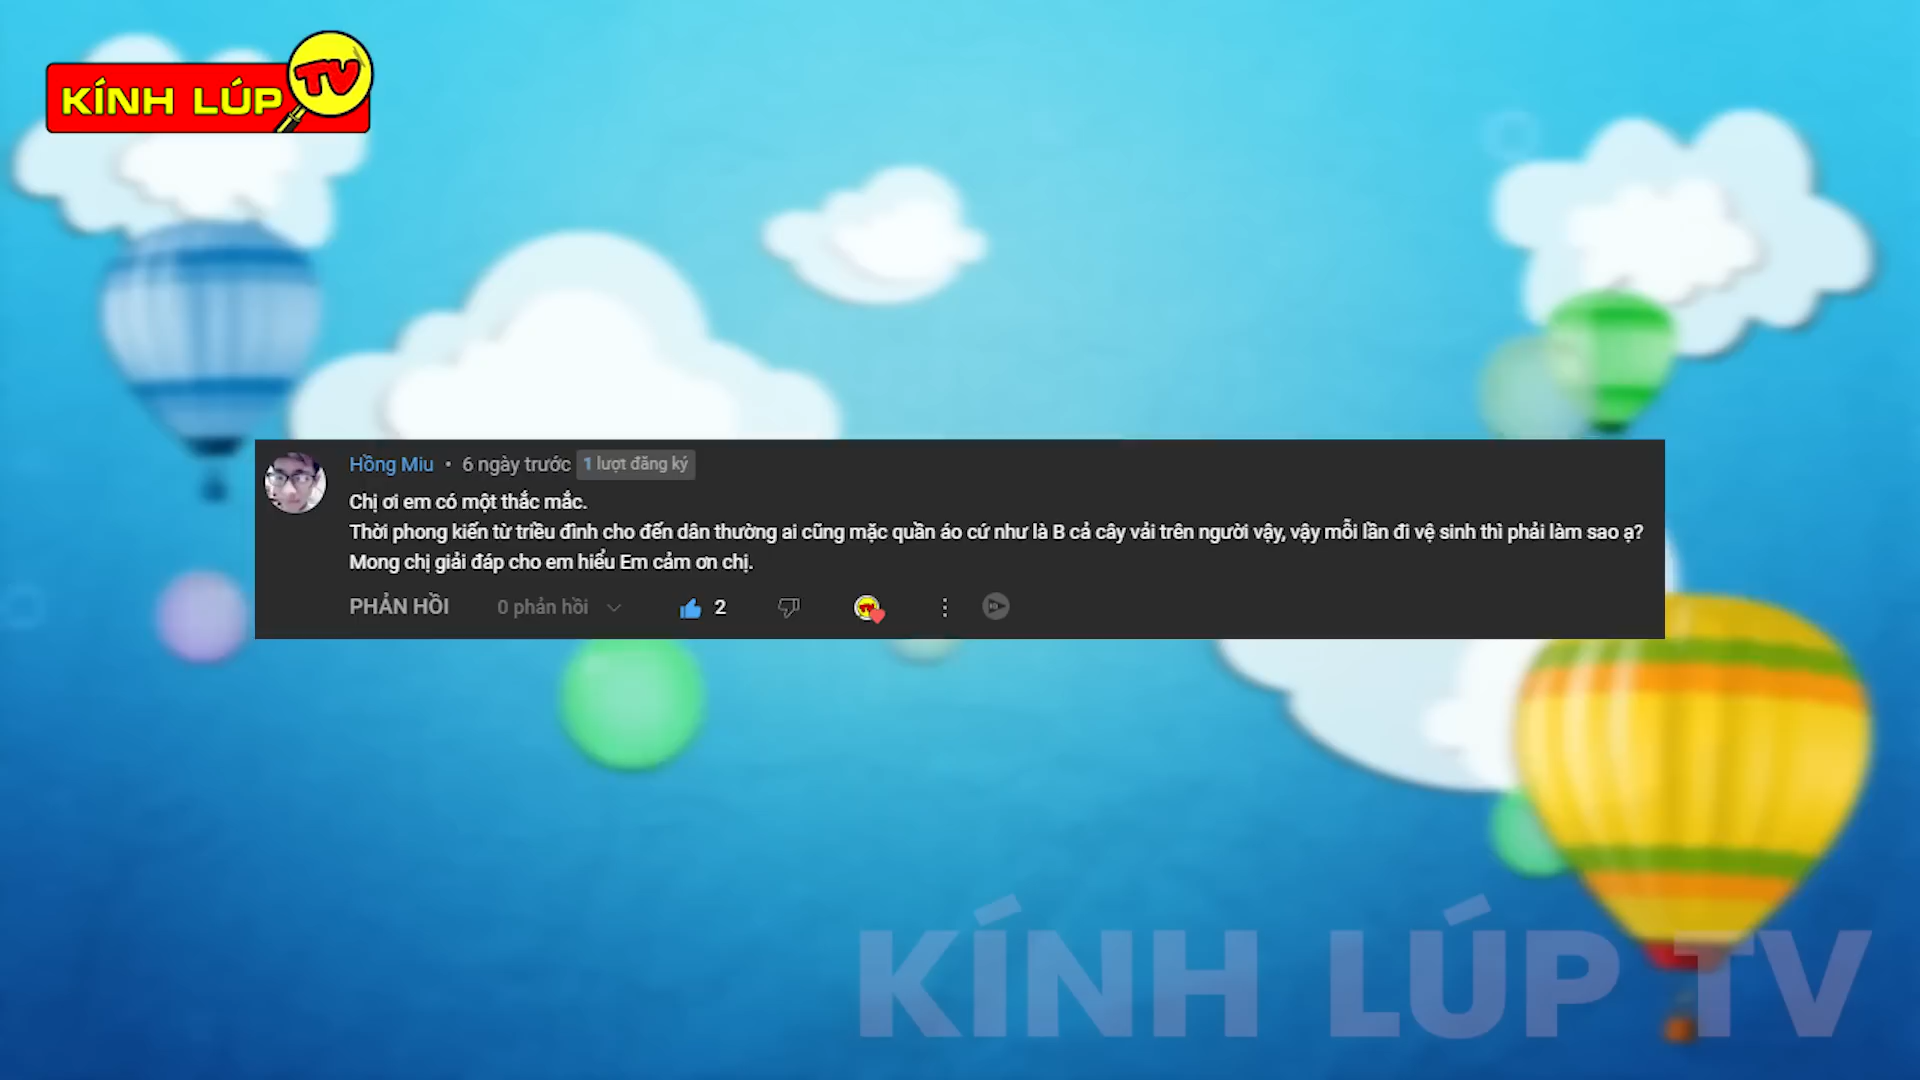 KÍNH LÚP TV
Hồng Miu • 6 ngày trước 1 lượt đăng ký
Chị ơi em có một thắc mắc.
Thời phong kiến từ triều đình cho đến dân thường ai cũng mặc quần áo cứ như là B cả cây vải trên người vậy, vậy mỗi lần đi vệ sinh thì phải làm sao ạ?
Mong chị giải đáp cho em hiểu Em cảm ơn chị.
PHẢN HỒI 0 phản hồi 2
KÍNH LÚP TV